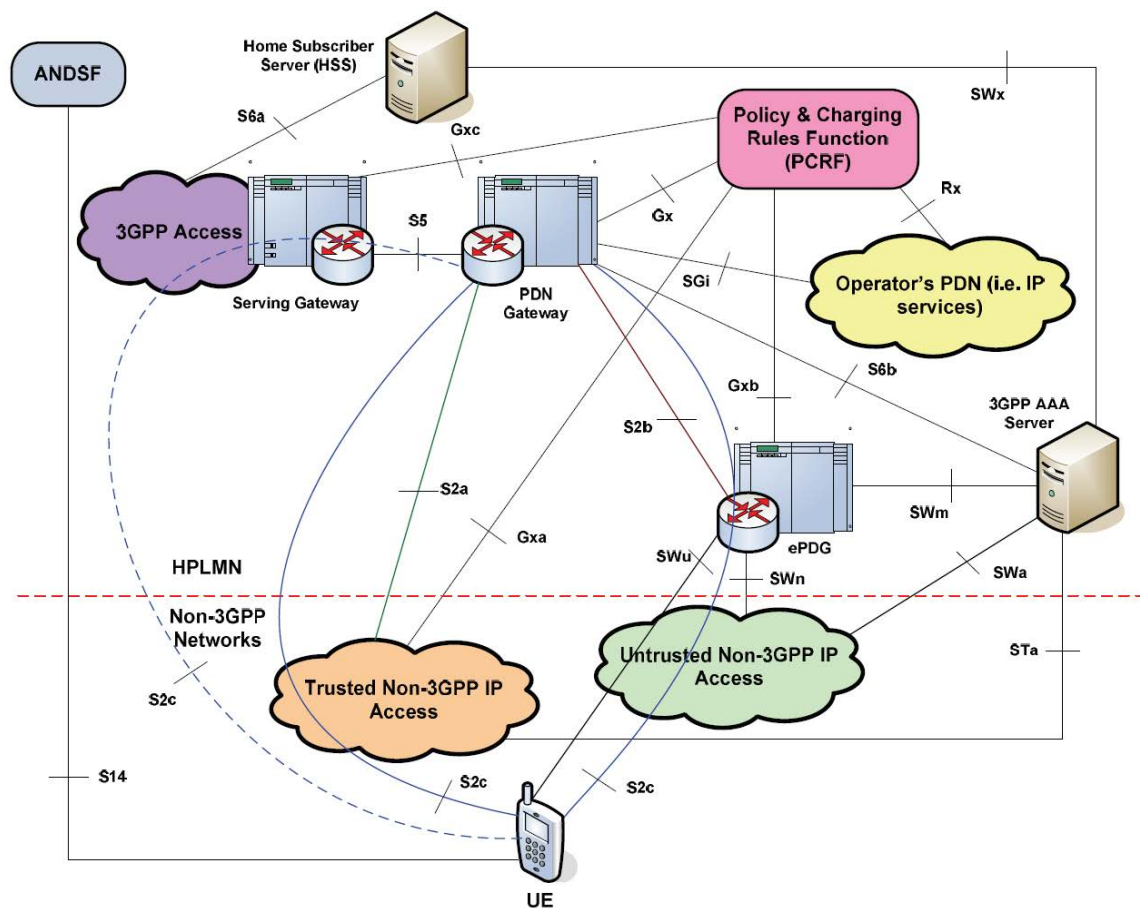 Home Subscriber
Server (HSS)
ANDSF
SWx
S6a
Gxc
Policy & Charging
Rules Function
(PCRF)
Rx
Gx
S5
3GPP Access
SGi
Operator's PDN (i.e. IP
services)
Serving Gateway
PDN
Gateway
S6b
Gxb
3GPP AAA
Server
S2b
S2a
SWm
Gxa
ePDG
SWu
SWn
SWa
HPLMN
Non-3GPP
Networks
STa
Untrusted Non-3GPP IP
Access
Trusted Non-3GPP IP
Access
S2c
S14
S2c
S2c
UE